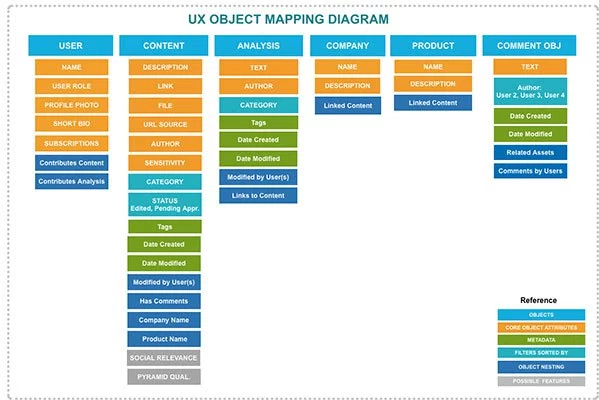 UX OBJECT MAPPING DIAGRAM
USER
NAME
USER ROLE
PROFILE PHOTO
SHORT BIO
SUBSCRIPTIONS
Contributes Content
Contributes Analysis
CONTENT
DESCRIPTION
LINK
FILE
URL SOURCE
AUTHOR
SENSITIVITY
CATEGORY
STATUS
Edited, Pending Appr.
Tags
Date Created
Date Modified
Modified by User(s)
Has Comments
Company Name
Product Name
SOCIAL RELEVANCE
PYRAMID QUAL.
ANALYSIS
TEXT
AUTHOR
CATEGORY
Tags
Date Created
Date Modified
Modified by User(s)
Links to Content
COMPANY
NAME
DESCRIPTION
Linked Content
PRODUCT
NAME
DESCRIPTION
Linked Content
COMMENT OBJ
TEXT
Author:
User 2, User 3, User 4
Date Created
Date Modified
Related Assets
Comments by Users
Reference
OBJECTS
CORE OBJECT ATTRIBUTES
METADATA
FILTERS SORTED BY
OBJECT NESTING
POSSIBLE FEATURES